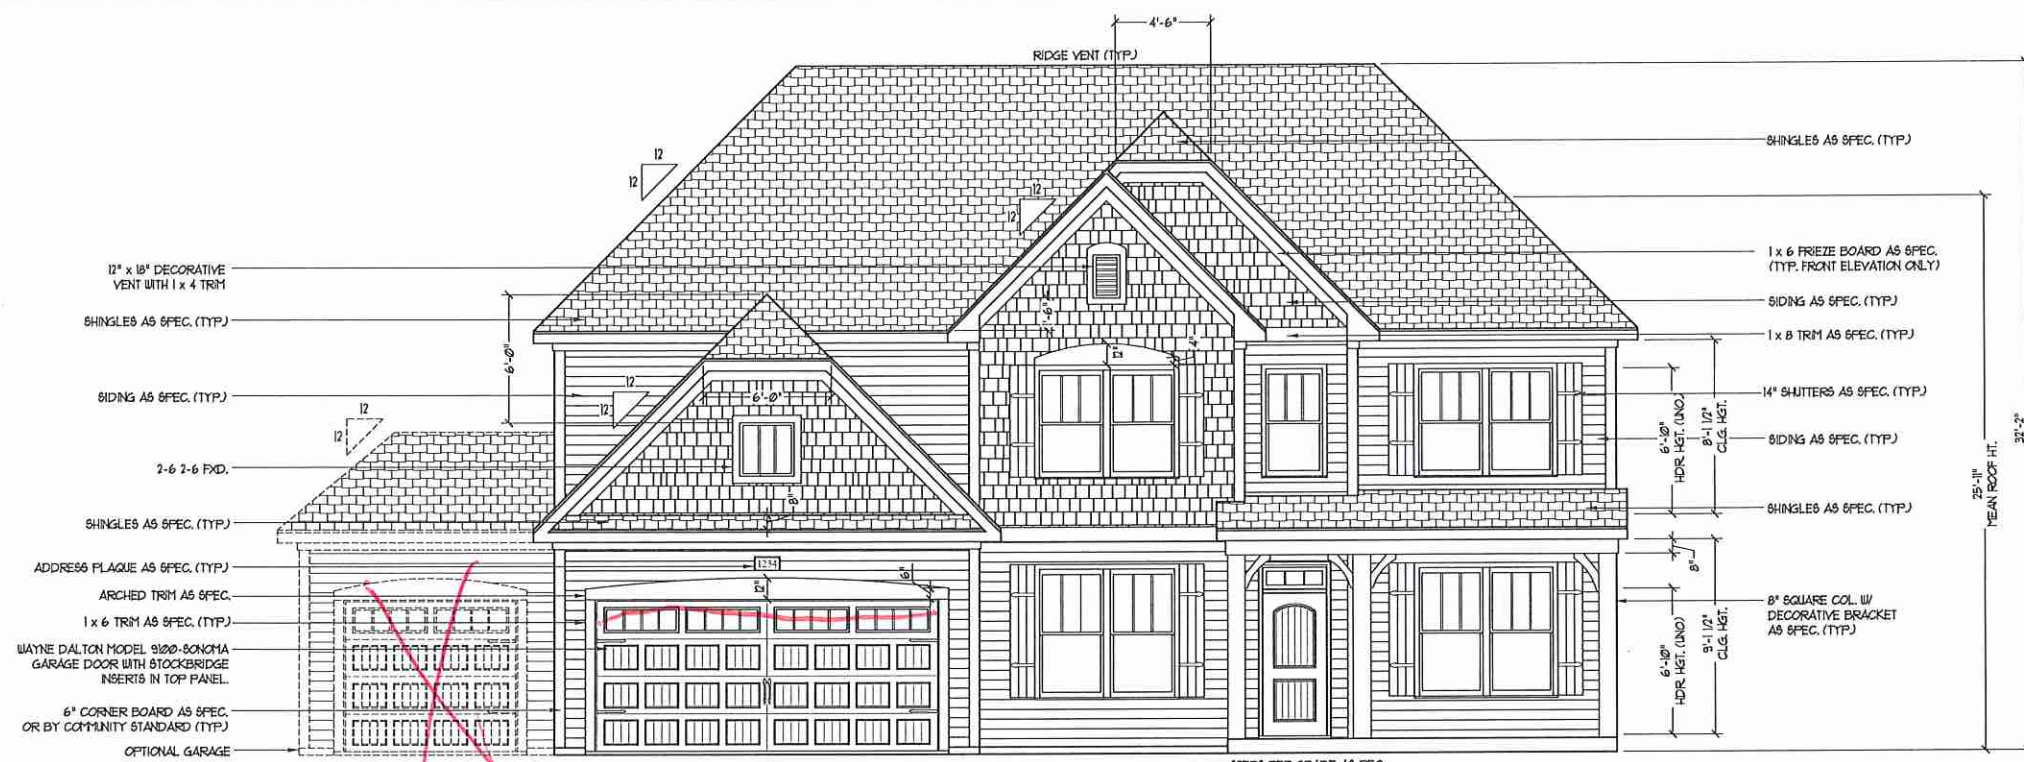 4'-6"
RIDGE VENT (TYP.)
SHINGLES AS SPEC. (TYP.)
12
12
12
12
1 x 6 FRIEZE BOARD AS SPEC.
(TYP. FRONT ELEVATION ONLY)
12" x 18" DECORATIVE
VENT WITH 1 x 4 TRIM
SIDING AS SPEC. (TYP.)
SHINGLES AS SPEC. (TYP.)
1 x 8 TRIM AS SPEC. (TYP.)
12"
4"
6'-0"
12
12
6'-0"
SIDING AS SPEC. (TYP.)
14" SHUTTERS AS SPEC. (TYP.)
12
12
6'-10"
HDR. HGT. (UNO)
8'-1 1/2"
CLG. HGT.
SIDING AS SPEC. (TYP.)
32'-2"
2-6 2-6 FXD.
8"
25'-11"
MEAN ROOF HT.
SHINGLES AS SPEC. (TYP.)
SHINGLES AS SPEC. (TYP.)
ADDRESS PLAQUE AS SPEC. (TYP.)
1234
8"
ARCHED TRIM AS SPEC.
12"
6"
8" SQUARE COL. W/
DECORATIVE BRACKET
AS SPEC. (TYP.)
1 x 6 TRIM AS SPEC. (TYP.)
WAYNE DALTON MODEL 9100-SONOMA
GARAGE DOOR WITH STOCKBRIDGE
INSERTS IN TOP PANEL.
6'-10"
HDR. HGT. (UNO)
9'-1 1/2"
CLG. HGT.
6" CORNER BOARD AS SPEC.
OR BY COMMUNITY STANDARD (TYP.)
OPTIONAL GARAGE